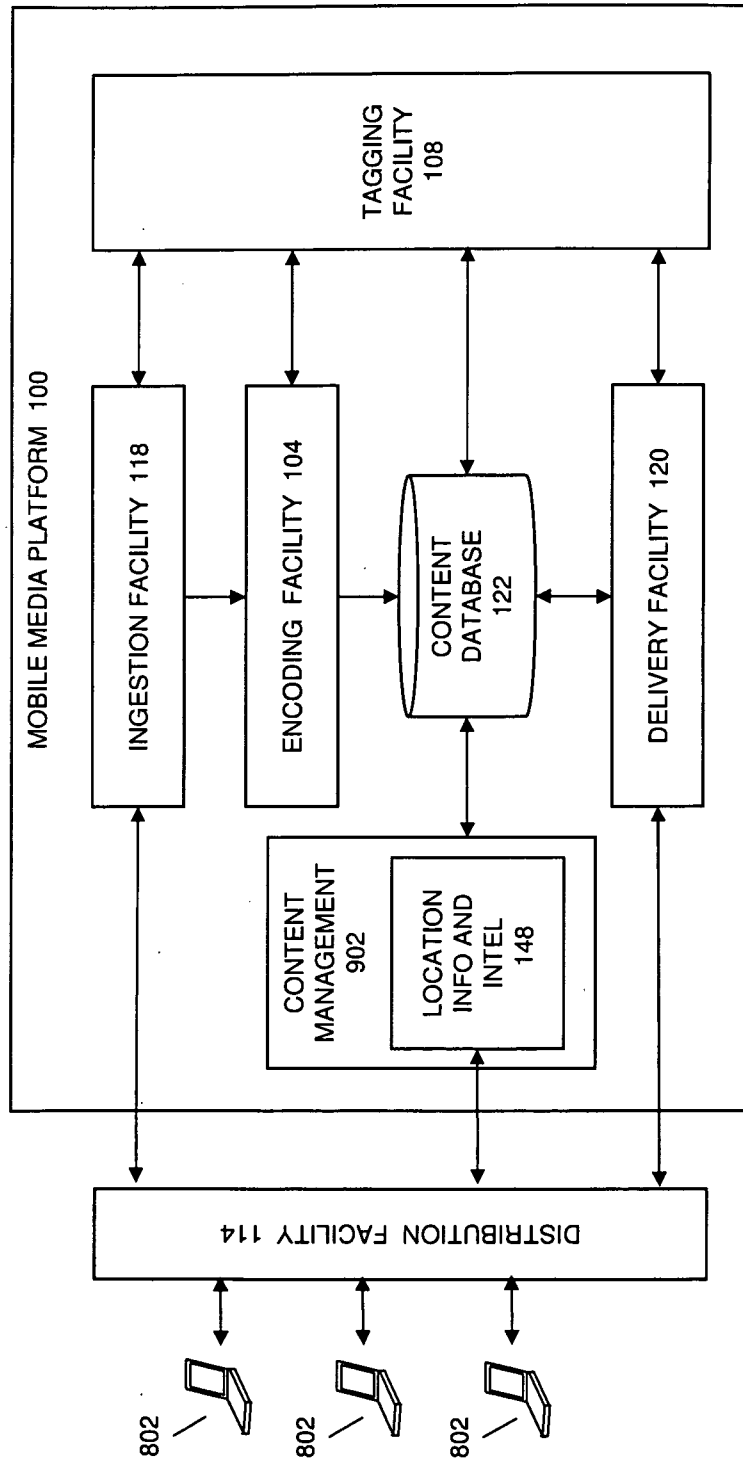 MOBILE MEDIA PLATFORM 100
INGESTION FACILITY 118
ENCODING FACILITY 104
CONTENT
DATABASE
122
DELIVERY FACILITY 120
TAGGING
FACILITY
108
CONTENT
MANAGEMENT
902
LOCATION
INFO AND
INTEL
148
DISTRIBUTION FACILITY 114
802
802
802